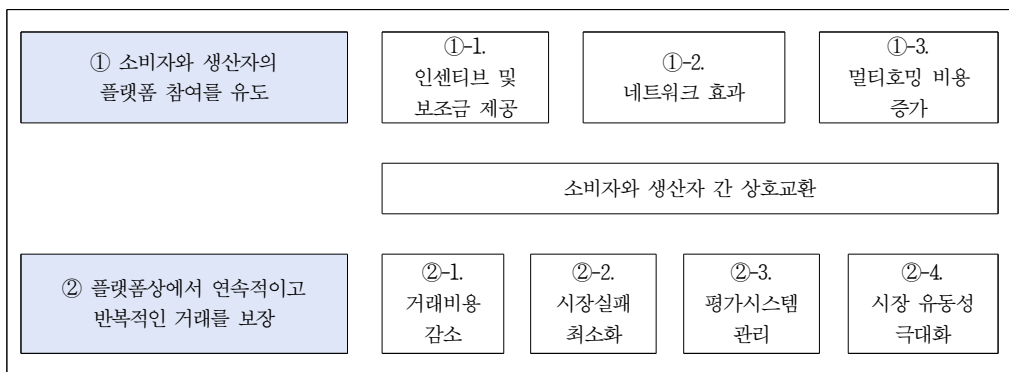 ① 소비자와 생산자의
플랫폼 참여를 유도
①-1.
인센티브 및
보조금 제공
①-2.
네트워크 효과
①-3.
멀티호밍 비용
증가
소비자와 생산자 간 상호교환
② 플랫폼상에서 연속적이고
반복적인 거래를 보장
②-1.
거래비용
감소
②-2.
시장실패
최소화
②-3.
평가시스템
관리
②-4.
시장 유동성
극대화